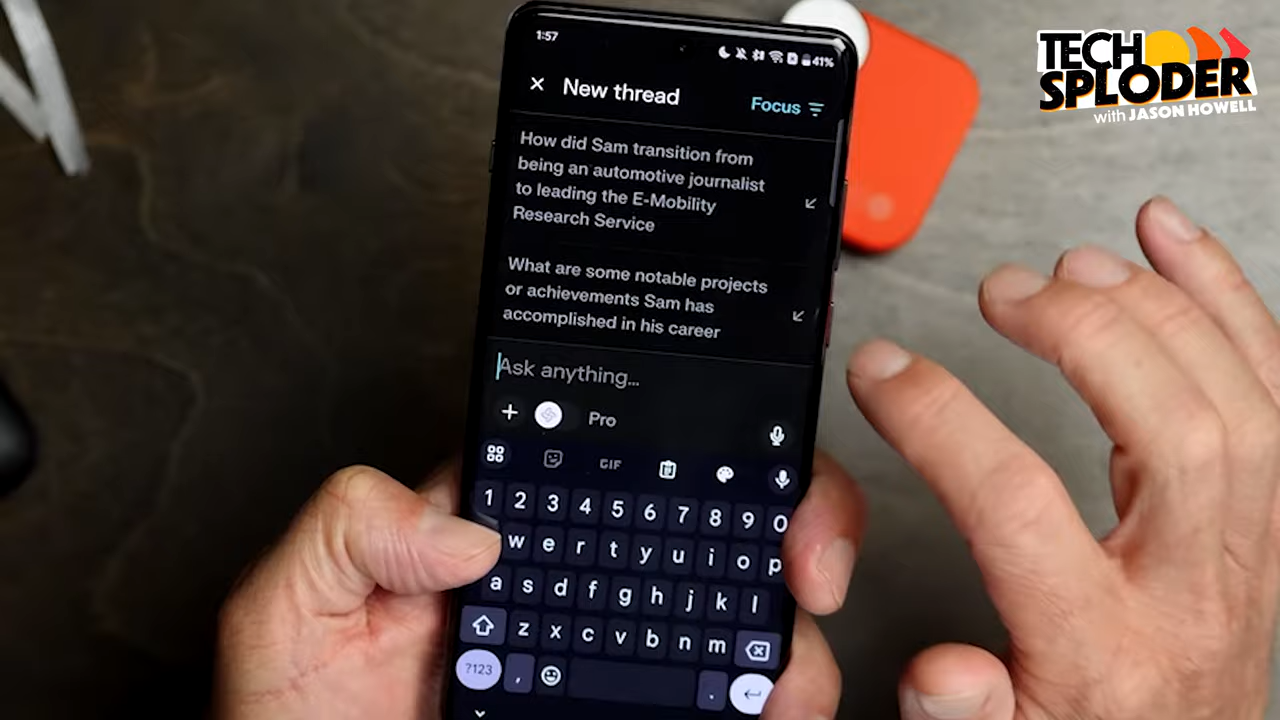 1:57
41%
TECH
SPLODER
with JASON HOWELL
× New thread
Focus
How did Sam transition from
being an automotive journalist
to leading the E-Mobility
Research Service
What are some notable projects
or achievements Sam has
accomplished in his career
Ask anything...
+ Pro
GIF
1 2 3 4 5 6 7 8 9 0
w e r t y u i o p
a s d f g h j k l
z x c v b n m
?123 , .